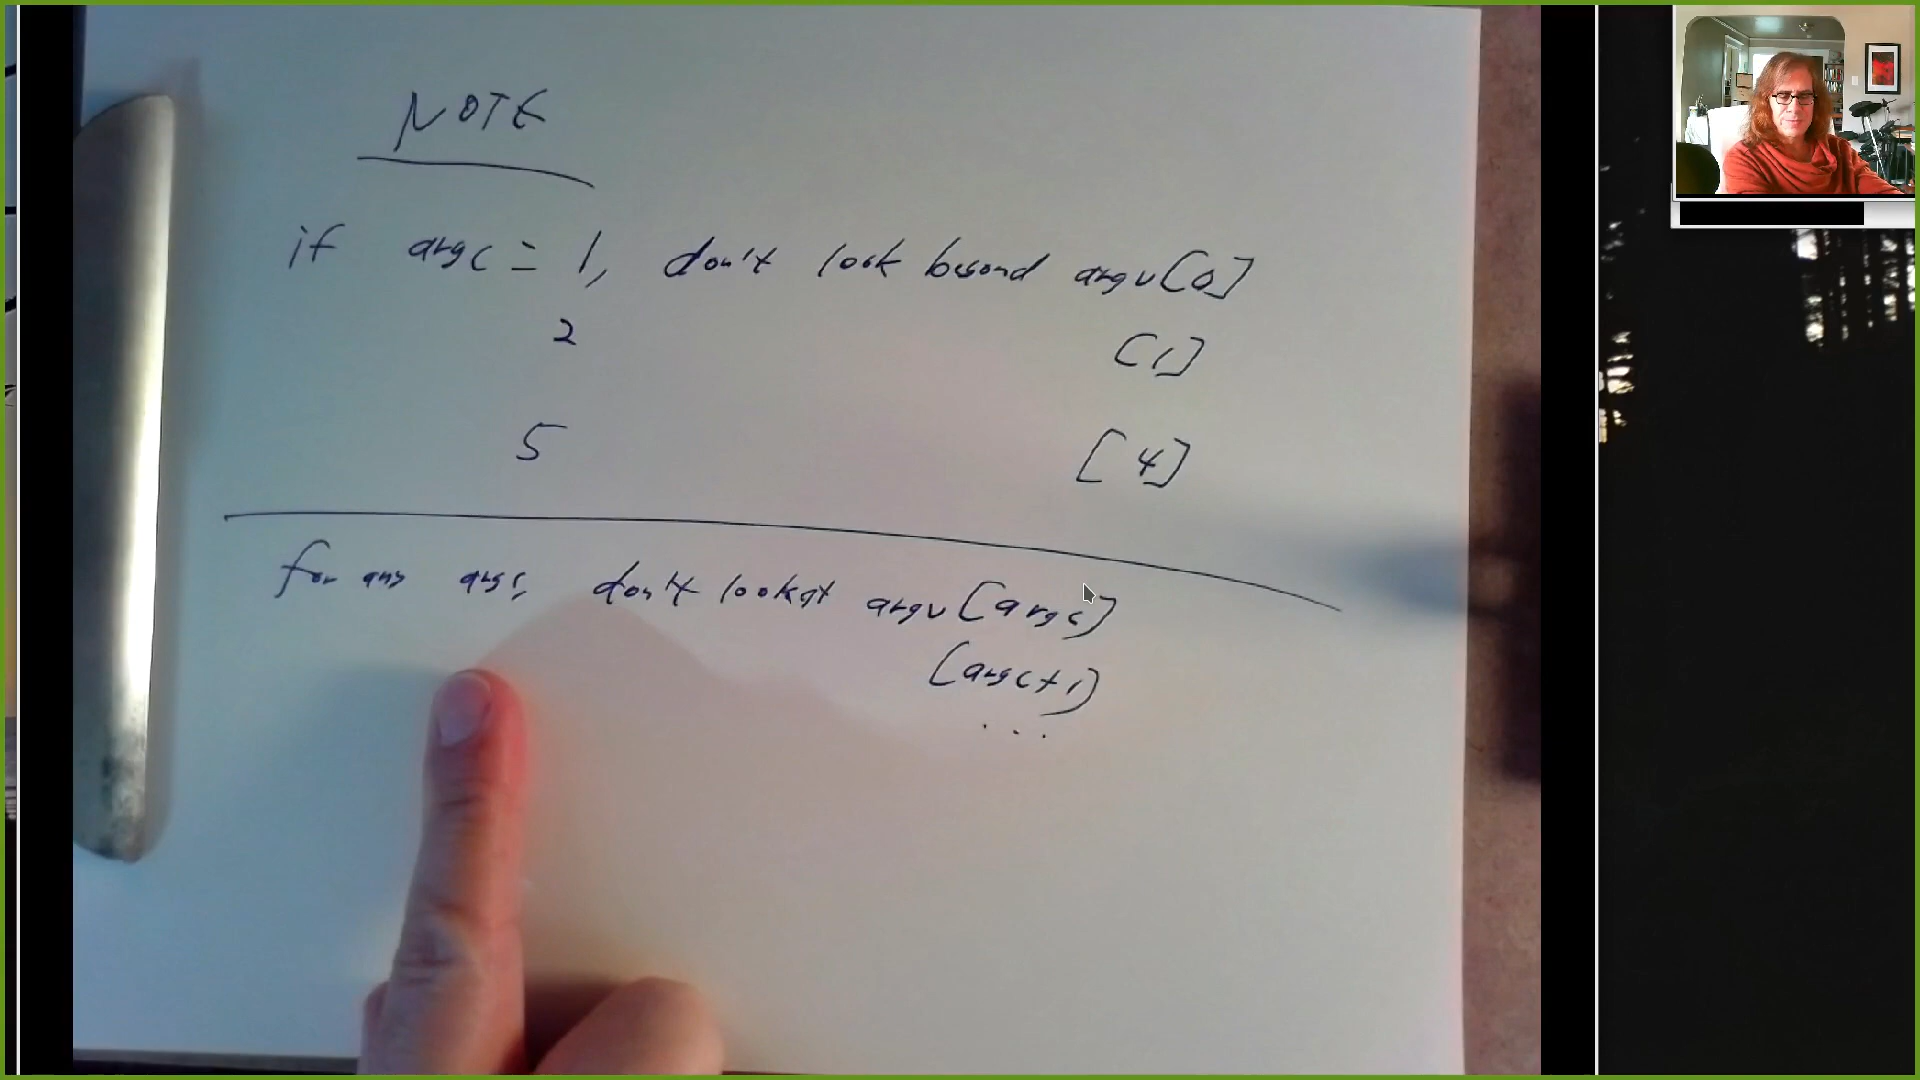 NOTE
if argc = 1, don't look beyond argv[0]
2 [1]
5 [4]
for any argc, don't look at argv[argc]
[argc+1]
...